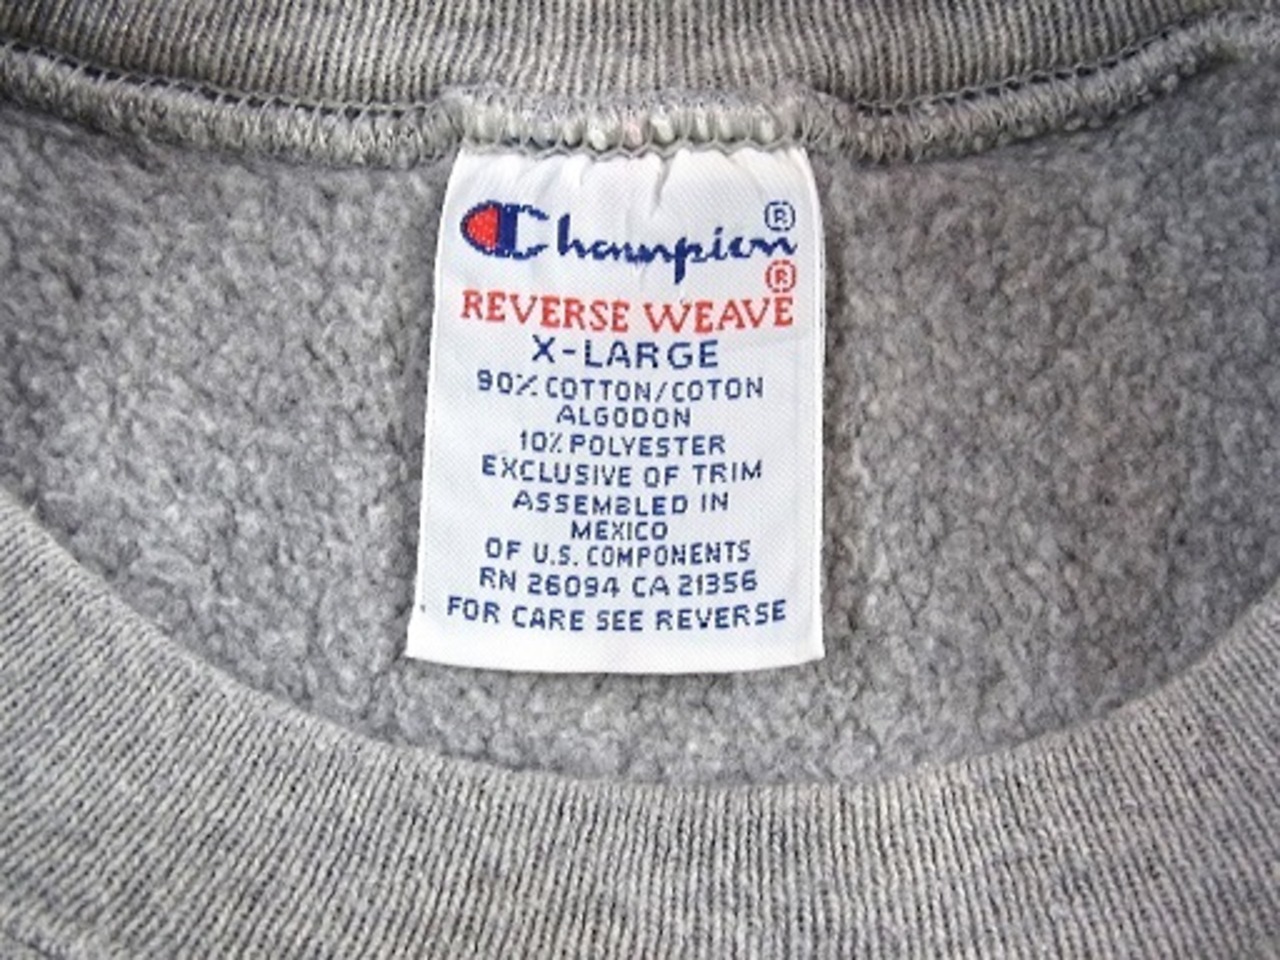 Champion®
®
REVERSE WEAVE
X-LARGE
90% COTTON/COTON
ALGODON
10% POLYESTER
EXCLUSIVE OF TRIM
ASSEMBLED IN
MEXICO
OF U.S. COMPONENTS
RN 26094 CA 21356
FOR CARE SEE REVERSE